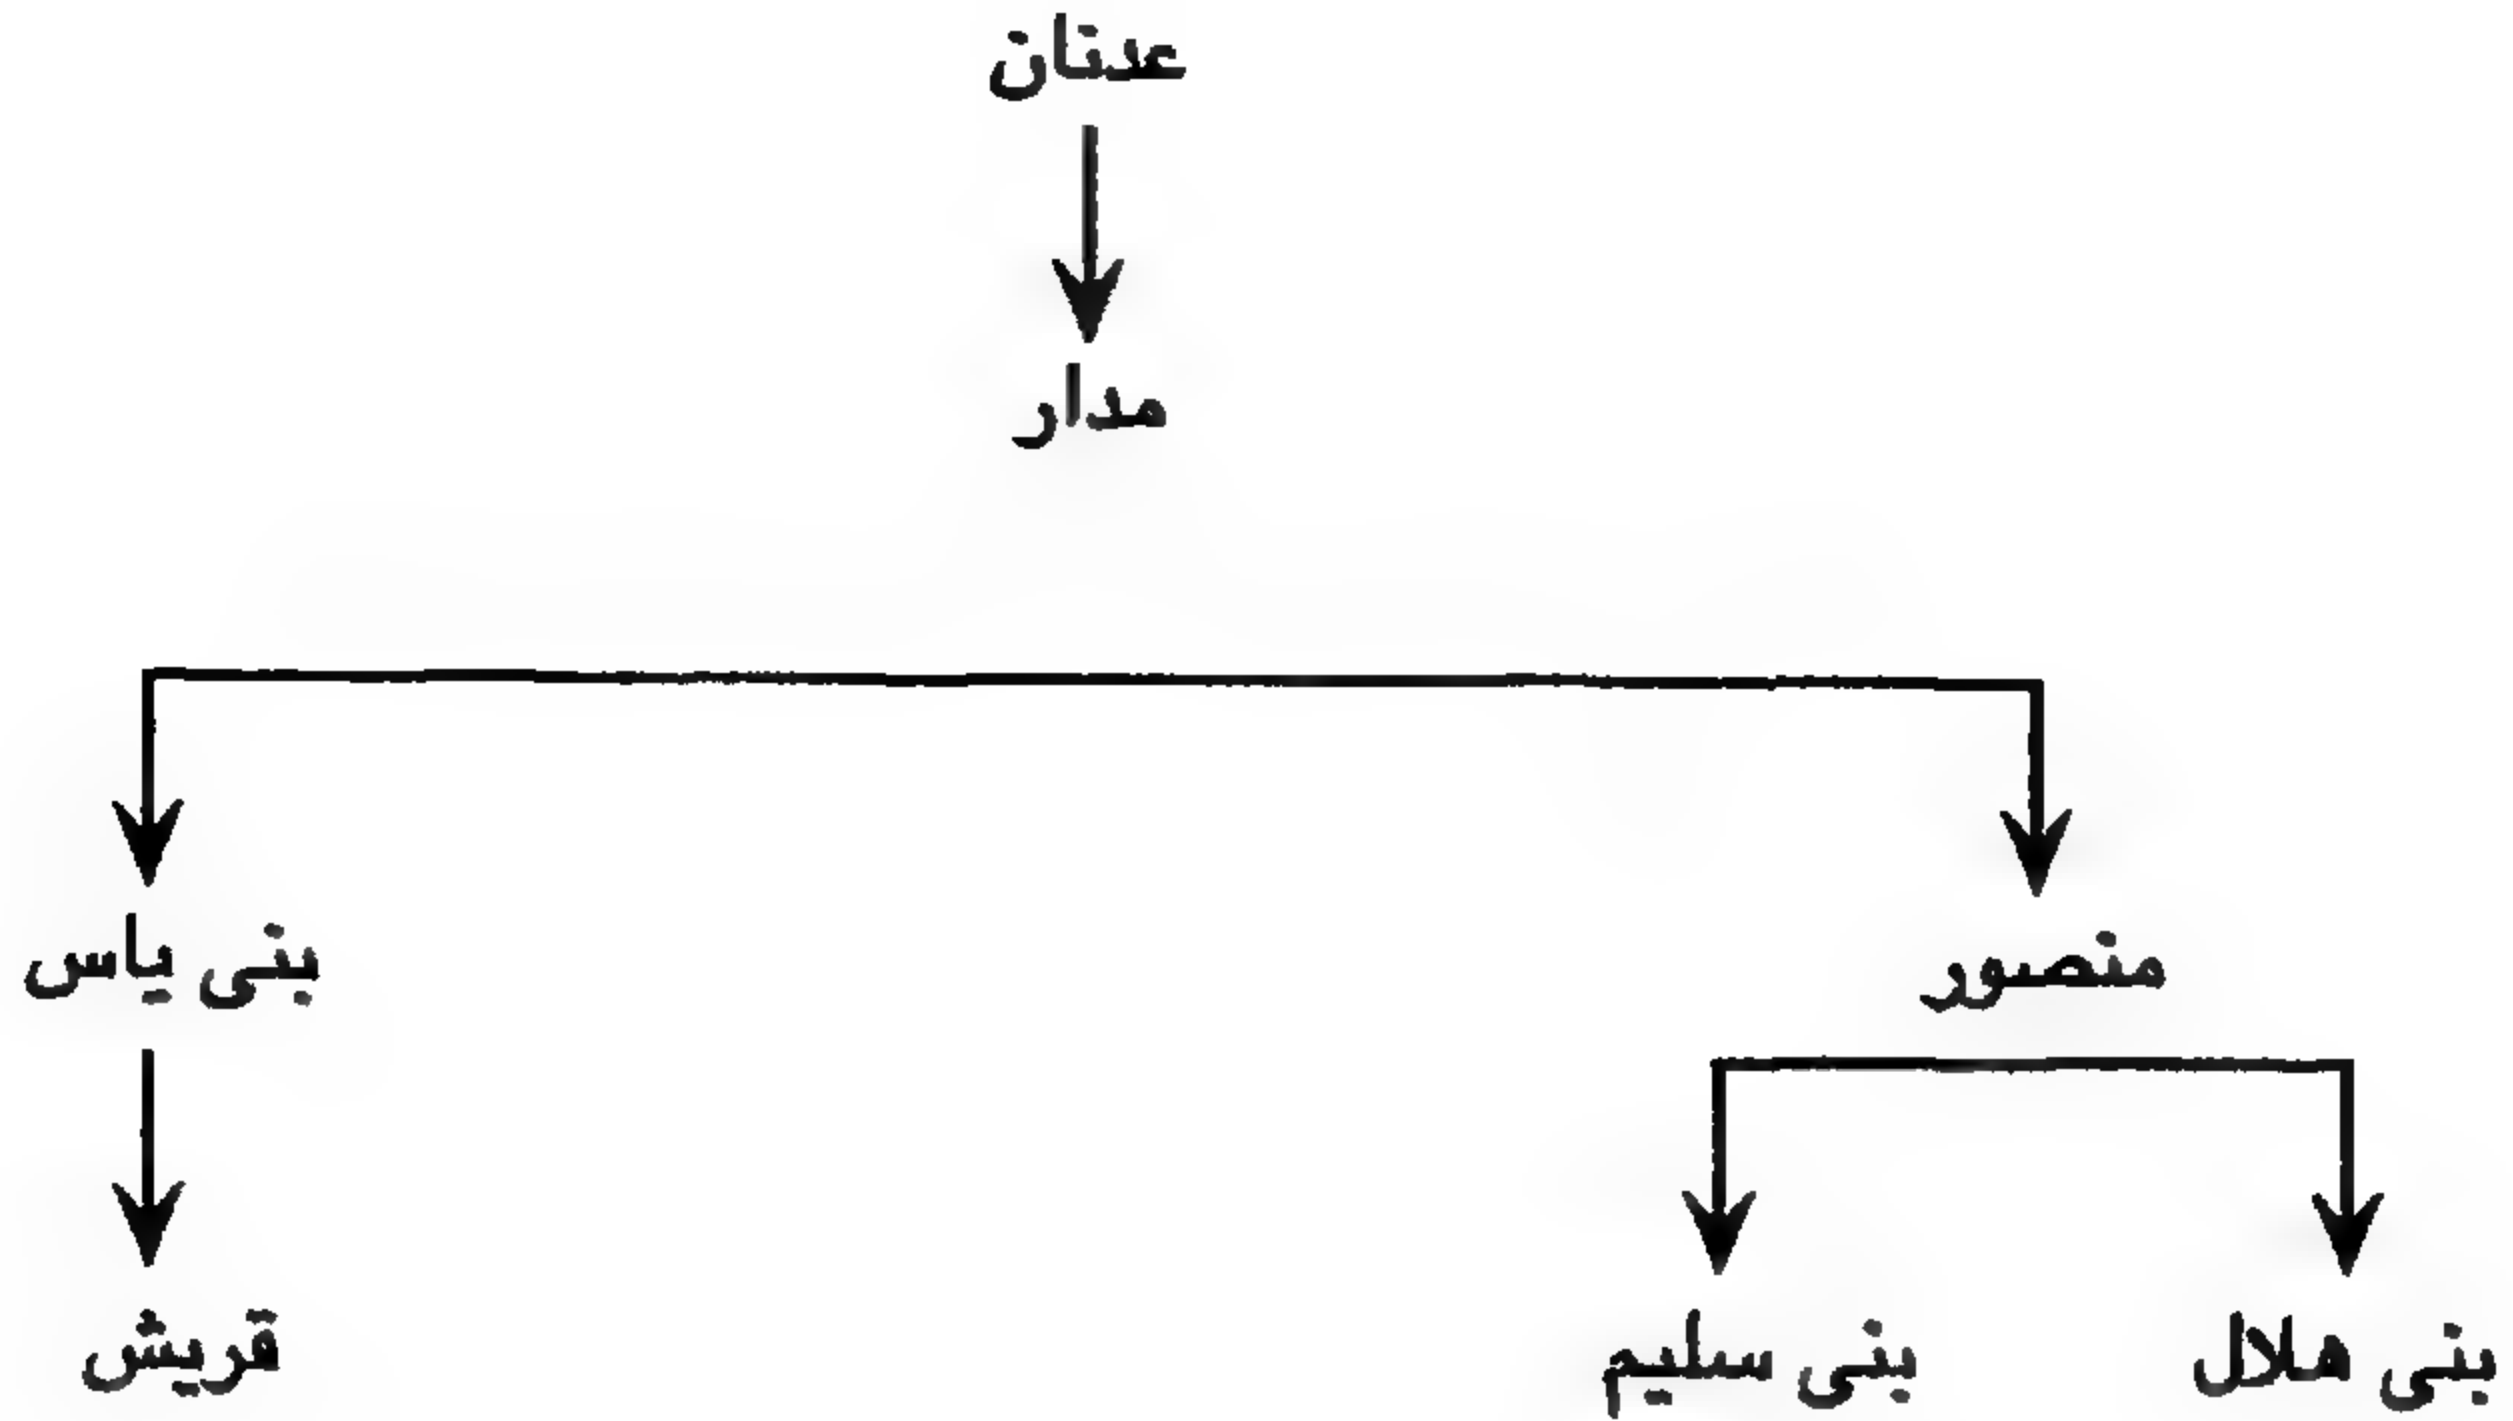 عدنان
مدار
منصور
بنى ياس
بنى هلال
بنى سليم
قريش